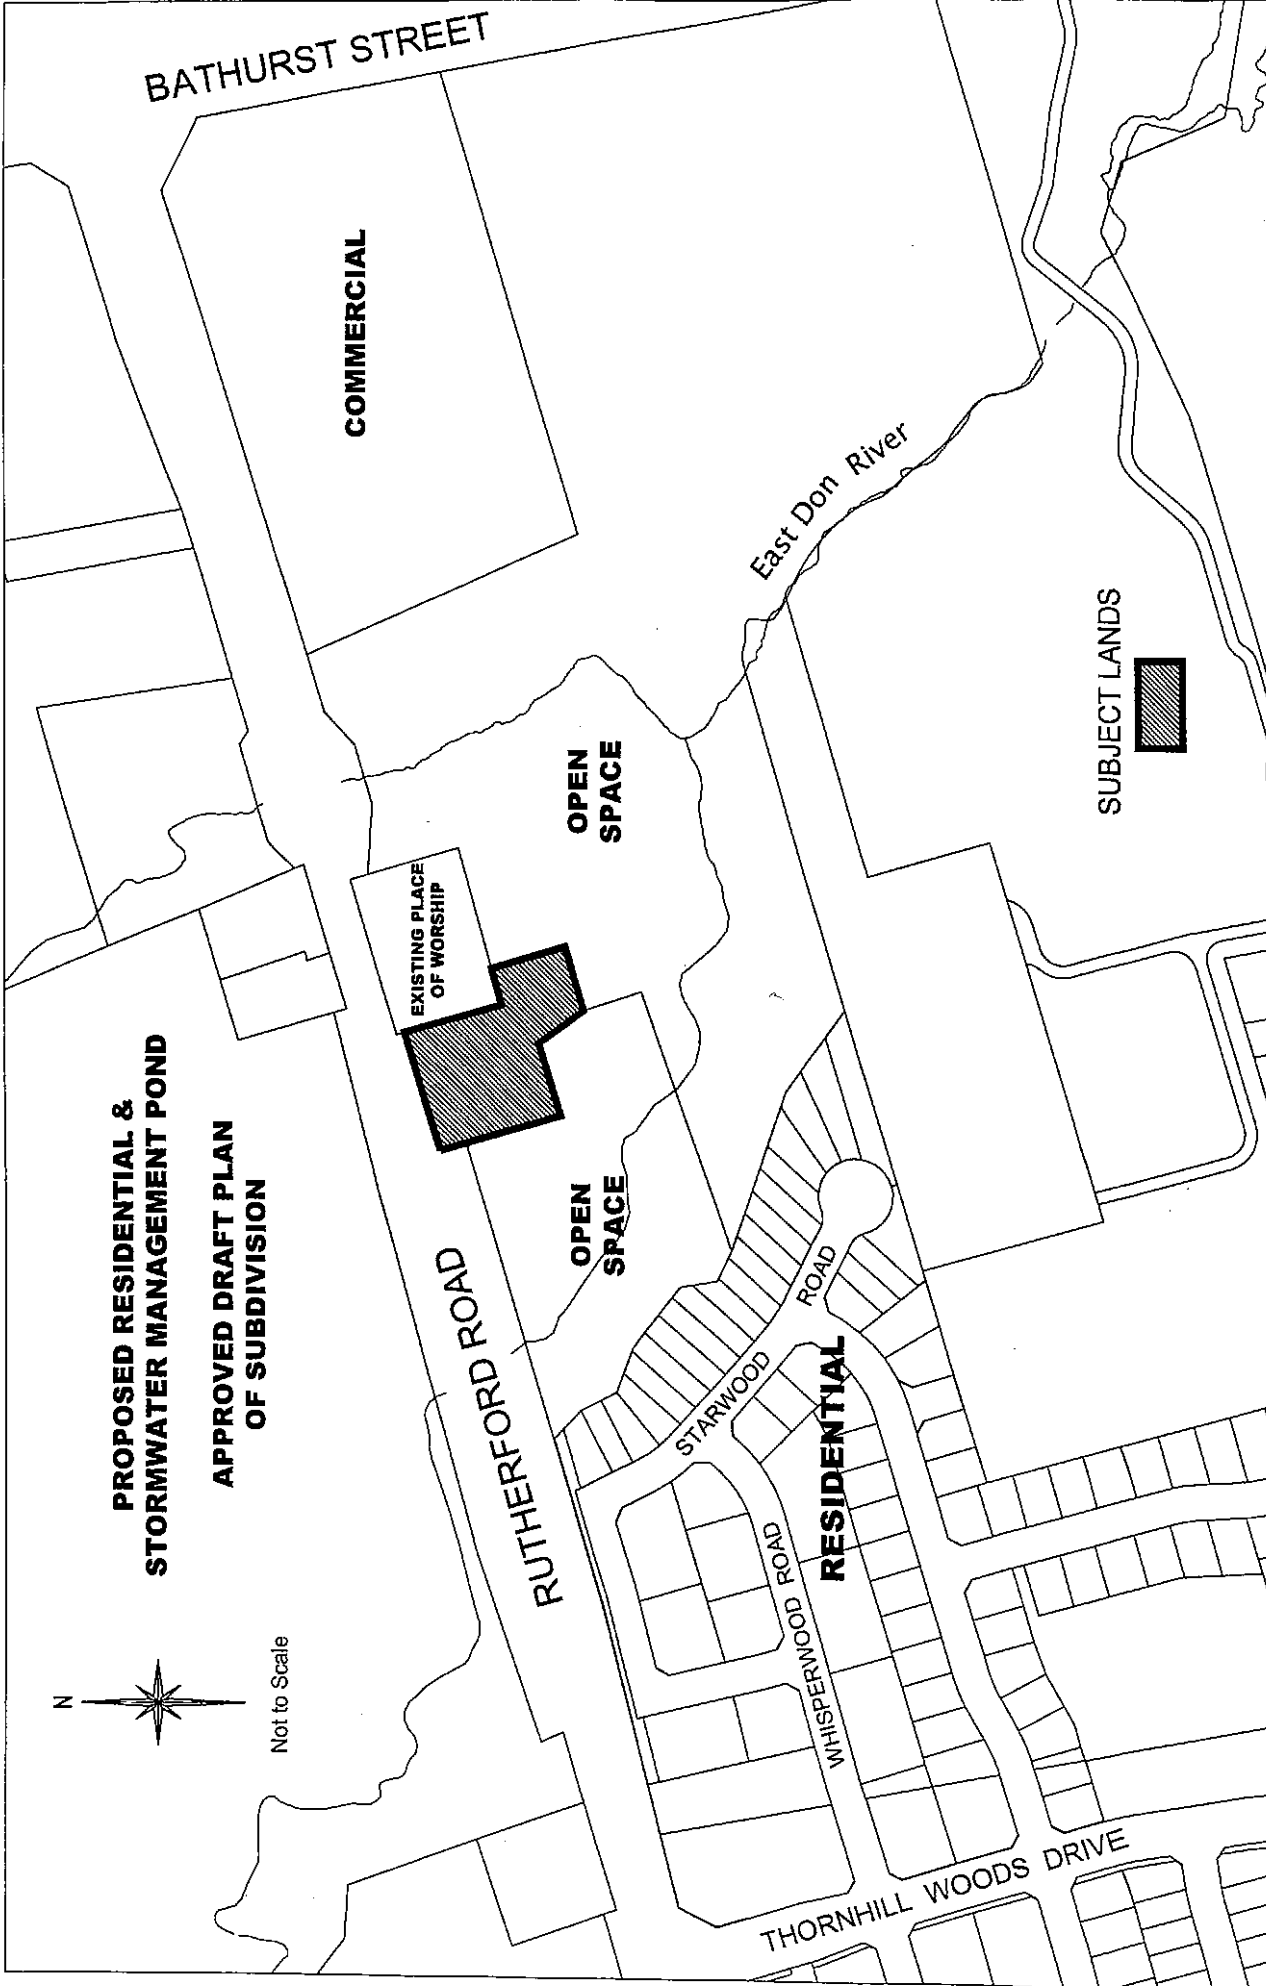 N
Not to Scale
PROPOSED RESIDENTIAL &
STORMWATER MANAGEMENT POND
APPROVED DRAFT PLAN
OF SUBDIVISION
BATHURST STREET
COMMERCIAL
RUTHERFORD ROAD
EXISTING PLACE
OF WORSHIP
OPEN
SPACE
OPEN
SPACE
East Don River
STARWOOD
ROAD
WHISPERWOOD ROAD
RESIDENTIAL
THORNHILL WOODS DRIVE
SUBJECT LANDS